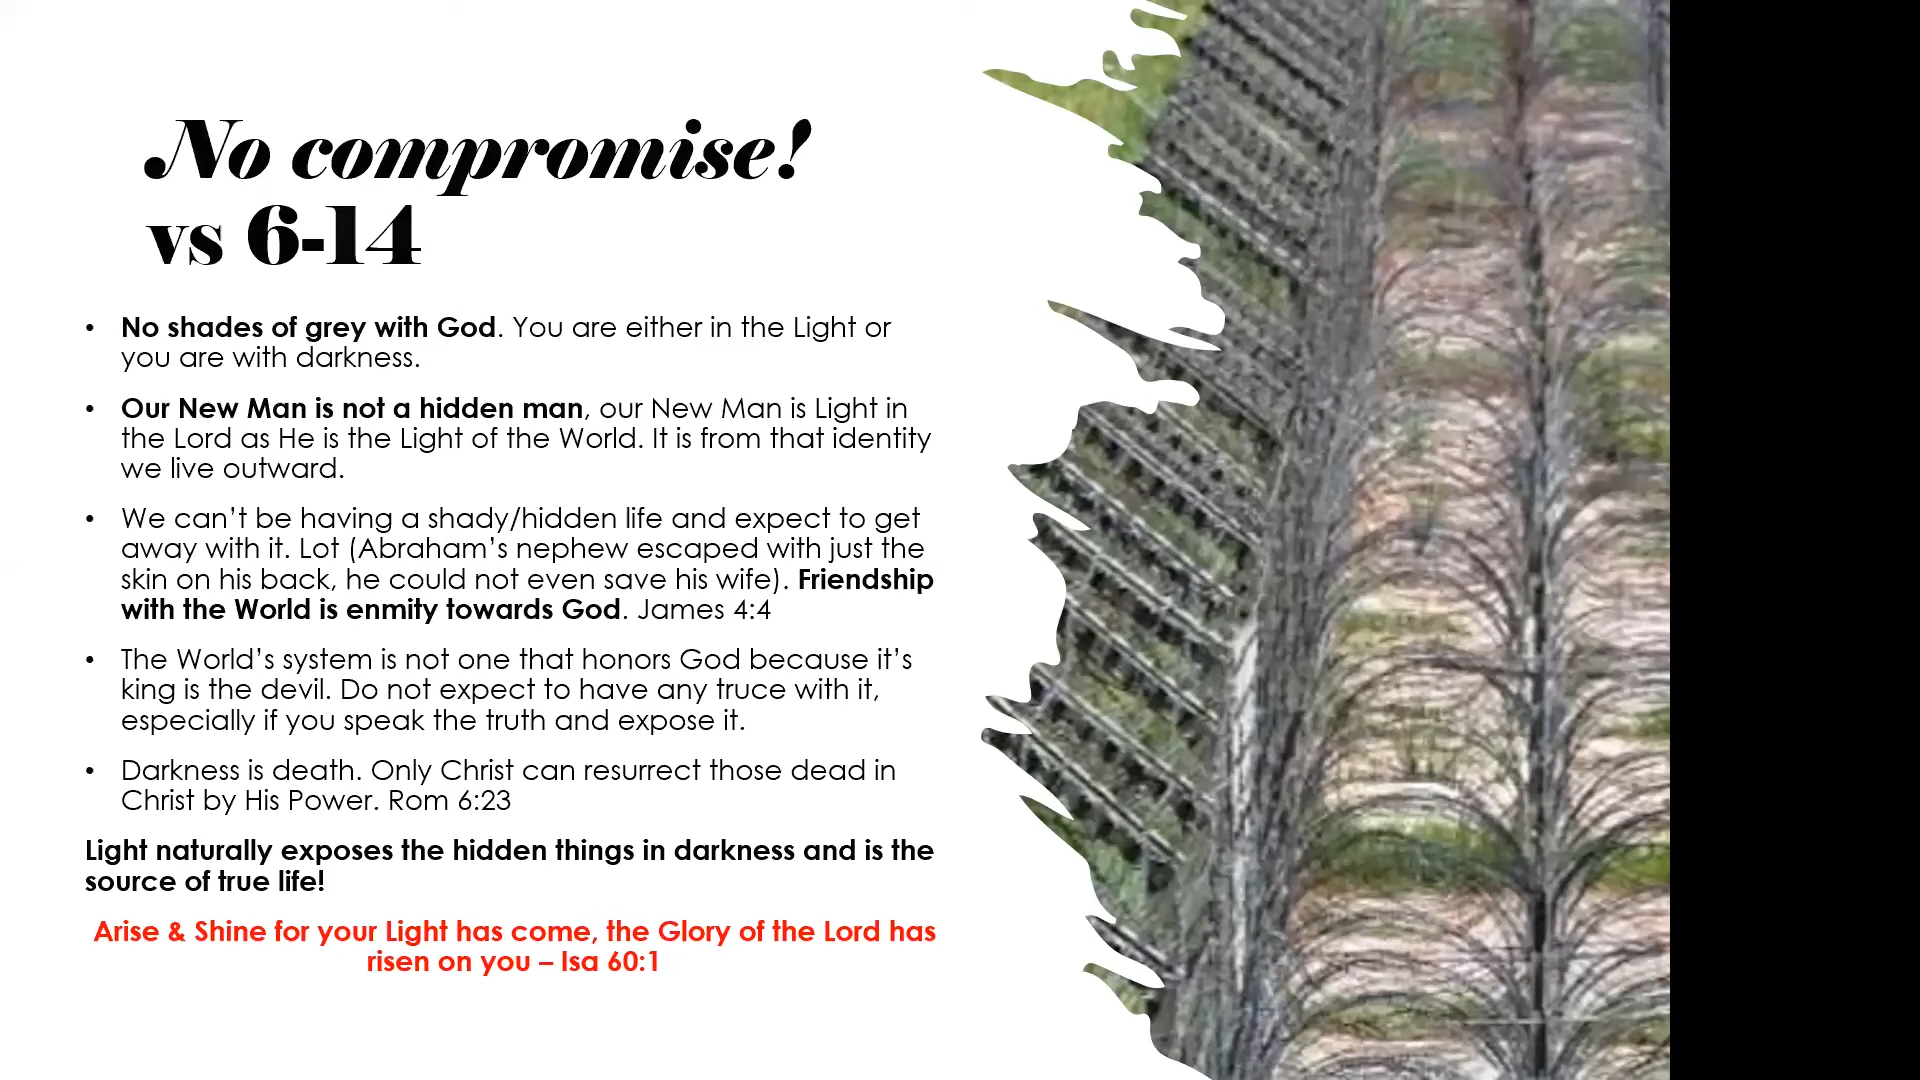 No compromise!
vs 6-14
• No shades of grey with God. You are either in the Light or
you are with darkness.
• Our New Man is not a hidden man, our New Man is Light in
the Lord as He is the Light of the World. It is from that identity
we live outward.
• We can’t be having a shady/hidden life and expect to get
away with it. Lot (Abraham’s nephew escaped with just the
skin on his back, he could not even save his wife). Friendship
with the World is enmity towards God. James 4:4
• The World’s system is not one that honors God because it’s
king is the devil. Do not expect to have any truce with it,
especially if you speak the truth and expose it.
• Darkness is death. Only Christ can resurrect those dead in
Christ by His Power. Rom 6:23
Light naturally exposes the hidden things in darkness and is the
source of true life!
Arise & Shine for your Light has come, the Glory of the Lord has
risen on you – Isa 60:1